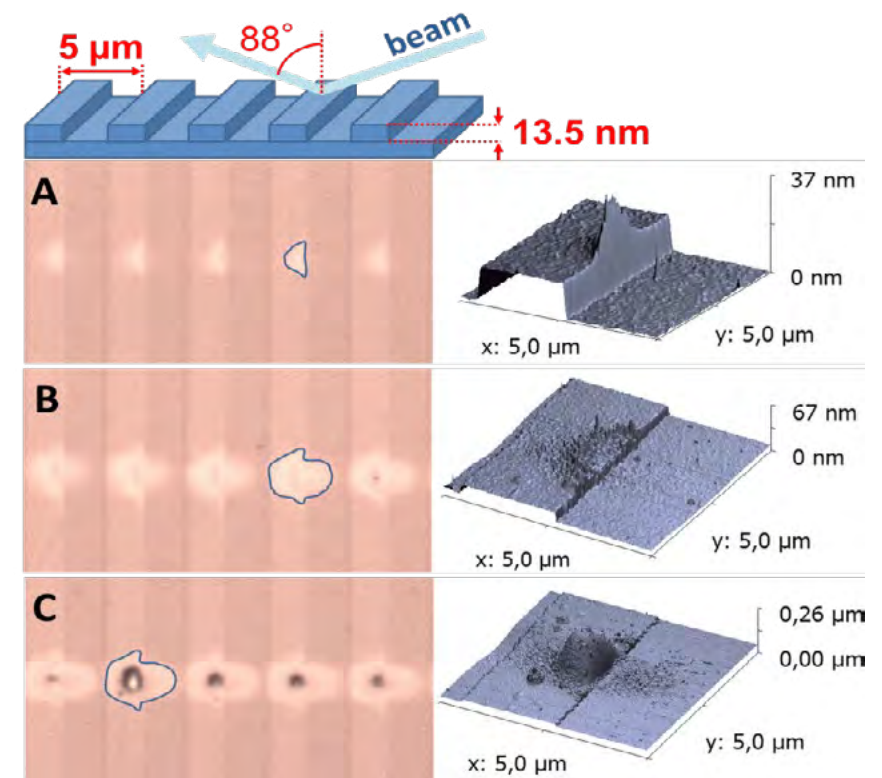 88°
beam
5 µm
13.5 nm
A
37 nm
0 nm
x: 5,0 µm
y: 5,0 µm
B
67 nm
0 nm
x: 5,0 µm
y: 5,0 µm
C
0,26 µm
0,00 µm
x: 5,0 µm
y: 5,0 µm